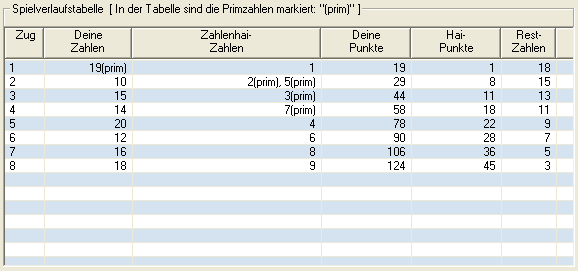 Spielverlaufstabelle [ In der Tabelle sind die Primzahlen markiert: "(prim)" ]
Zug Deine Zahlen Zahlenhai-Zahlen Deine Punkte Hai-Punkte Rest-Zahlen
1 19(prim) 1 19 1 18
2 10 2(prim), 5(prim) 29 8 15
3 15 3(prim) 44 11 13
4 14 7(prim) 58 18 11
5 20 4 78 22 9
6 12 6 90 28 7
7 16 8 106 36 5
8 18 9 124 45 3